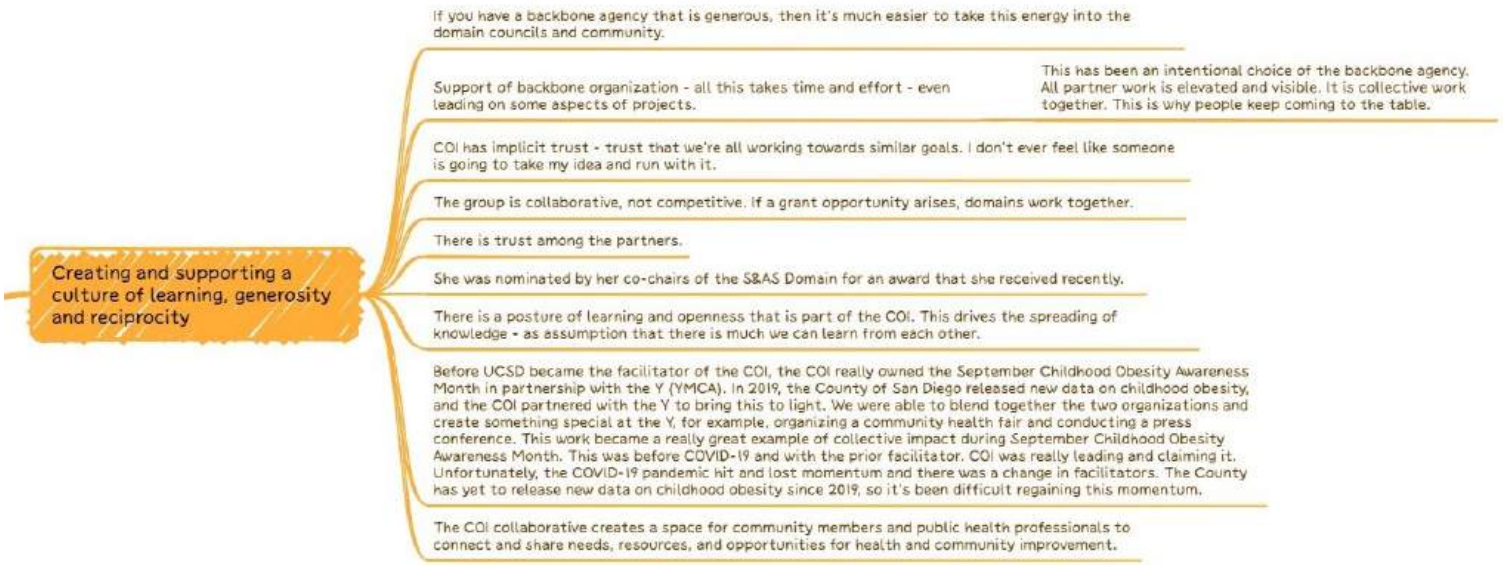 If you have a backbone agency that is generous, then it's much easier to take this energy into the
domain councils and community.
Support of backbone organization - all this takes time and effort - even
leading on some aspects of projects.
This has been an intentional choice of the backbone agency.
All partner work is elevated and visible. It is collective work
together. This is why people keep coming to the table.
COI has implicit trust - trust that we're all working towards similar goals. I don't ever feel like someone
is going to take my idea and run with it.
The group is collaborative, not competitive. If a grant opportunity arises, domains work together.
There is trust among the partners.
Creating and supporting a
culture of learning, generosity
and reciprocity
She was nominated by her co-chairs of the S&AS Domain for an award that she received recently.
There is a posture of learning and openness that is part of the COI. This drives the spreading of
knowledge - as assumption that there is much we can learn from each other.
Before UCSD became the facilitator of the COI, the COI really owned the September Childhood Obesity Awareness
Month in partnership with the Y (YMCA). In 2019, the County of San Diego released new data on childhood obesity,
and the COI partnered with the Y to bring this to light. We were able to blend together the two organizations and
create something special at the Y, for example, organizing a community health fair and conducting a press
conference. This work became a really great example of collective impact during September Childhood Obesity
Awareness Month. This was before COVID-19 and with the prior facilitator. COI was really leading and claiming it.
Unfortunately, the COVID-19 pandemic hit and lost momentum and there was a change in facilitators. The County
has yet to release new data on childhood obesity since 2019, so it's been difficult regaining this momentum.
The COI collaborative creates a space for community members and public health professionals to
connect and share needs, resources, and opportunities for health and community improvement.